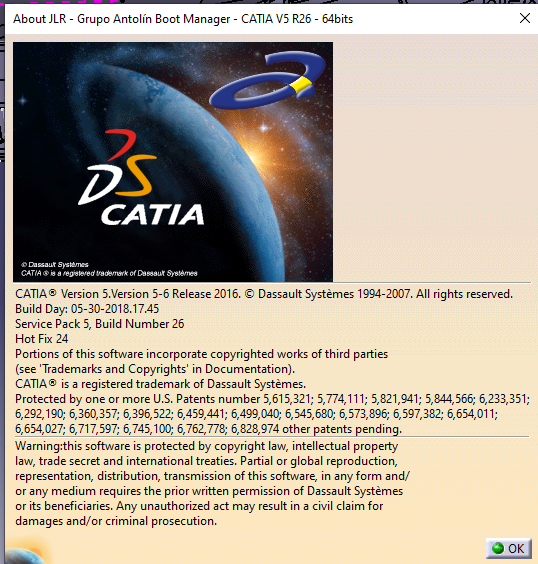 About JLR - Grupo Antolín Boot Manager - CATIA V5 R26 - 64bits
DS
CATIA
© Dassault Systèmes
CATIA ® is a registered trademark of Dassault Systèmes
CATIA® Version 5.Version 5-6 Release 2016. © Dassault Systèmes 1994-2007. All rights reserved.
Build Day: 05-30-2018.17.45
Service Pack 5, Build Number 26
Hot Fix 24
Portions of this software incorporate copyrighted works of third parties
(see 'Trademarks and Copyrights' in Documentation).
CATIA® is a registered trademark of Dassault Systèmes.
Protected by one or more U.S. Patents number 5,615,321; 5,774,111; 5,821,941; 5,844,566; 6,233,351;
6,292,190; 6,360,357; 6,396,522; 6,459,441; 6,499,040; 6,545,680; 6,573,896; 6,597,382; 6,654,011;
6,654,027; 6,717,597; 6,745,100; 6,762,778; 6,828,974 other patents pending.
Warning:this software is protected by copyright law, intellectual property
law, trade secret and international treaties. Partial or global reproduction,
representation, distribution, transmission of this software, in any form and/
or any medium requires the prior written permission of Dassault Systèmes
or its beneficiaries. Any unauthorized act may result in a civil claim for
damages and/or criminal prosecution.
OK